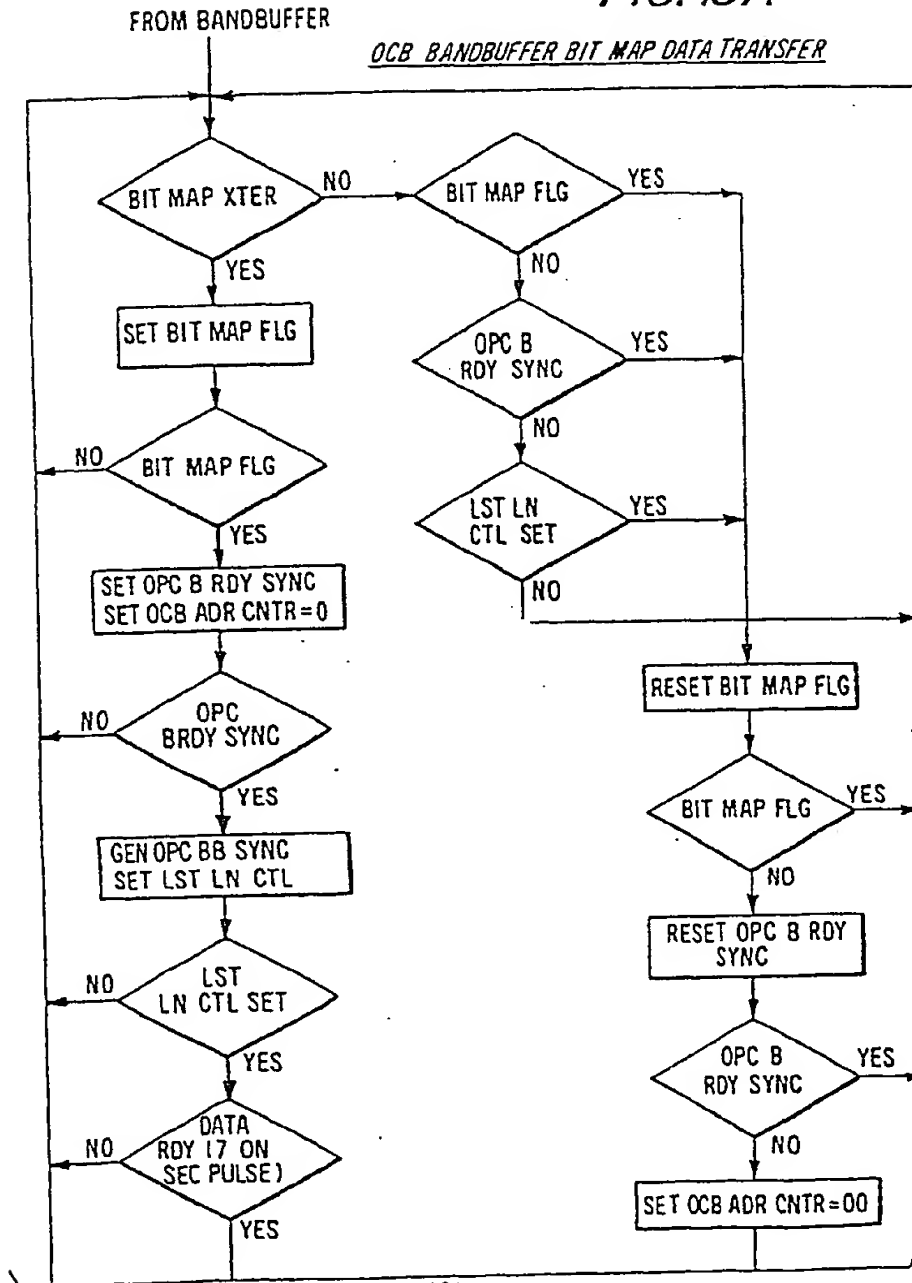 FROM BANDBUFFER
OCB BANDBUFFER BIT MAP DATA TRANSFER
BIT MAP XTER
NO
BIT MAP FLG
YES
YES
NO
SET BIT MAP FLG
OPC B
RDY SYNC
YES
NO
BIT MAP FLG
NO
YES
LST LN
CTL SET
YES
NO
SET OPC B RDY SYNC
SET OCB ADR CNTR=0
RESET BIT MAP FLG
OPC
BRDY SYNC
NO
YES
BIT MAP FLG
YES
NO
GEN OPC BB SYNC
SET LST LN CTL
RESET OPC B RDY
SYNC
LST
LN CTL SET
NO
YES
OPC B
RDY SYNC
YES
NO
DATA
RDY (7 ON
SEC PULSE)
NO
YES
SET OCB ADR CNTR=00